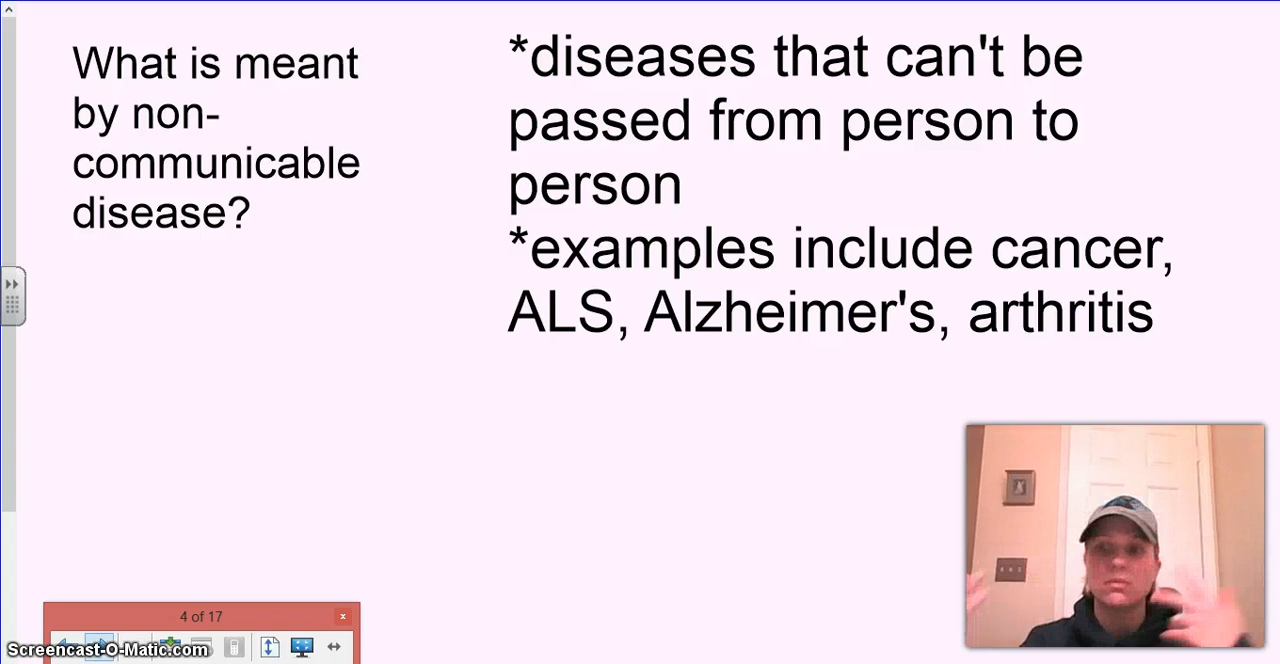 What is meant
by non-
communicable
disease?
*diseases that can't be
passed from person to
person
*examples include cancer,
ALS, Alzheimer's, arthritis
4 of 17
Screencast-O-Matic.com